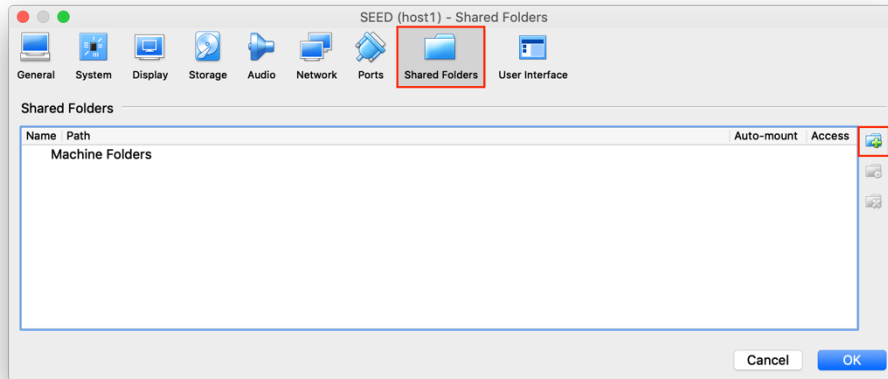 SEED (host1) - Shared Folders
General System Display Storage Audio Network Ports Shared Folders User Interface
Shared Folders
Name Path Auto-mount Access
Machine Folders
Cancel OK